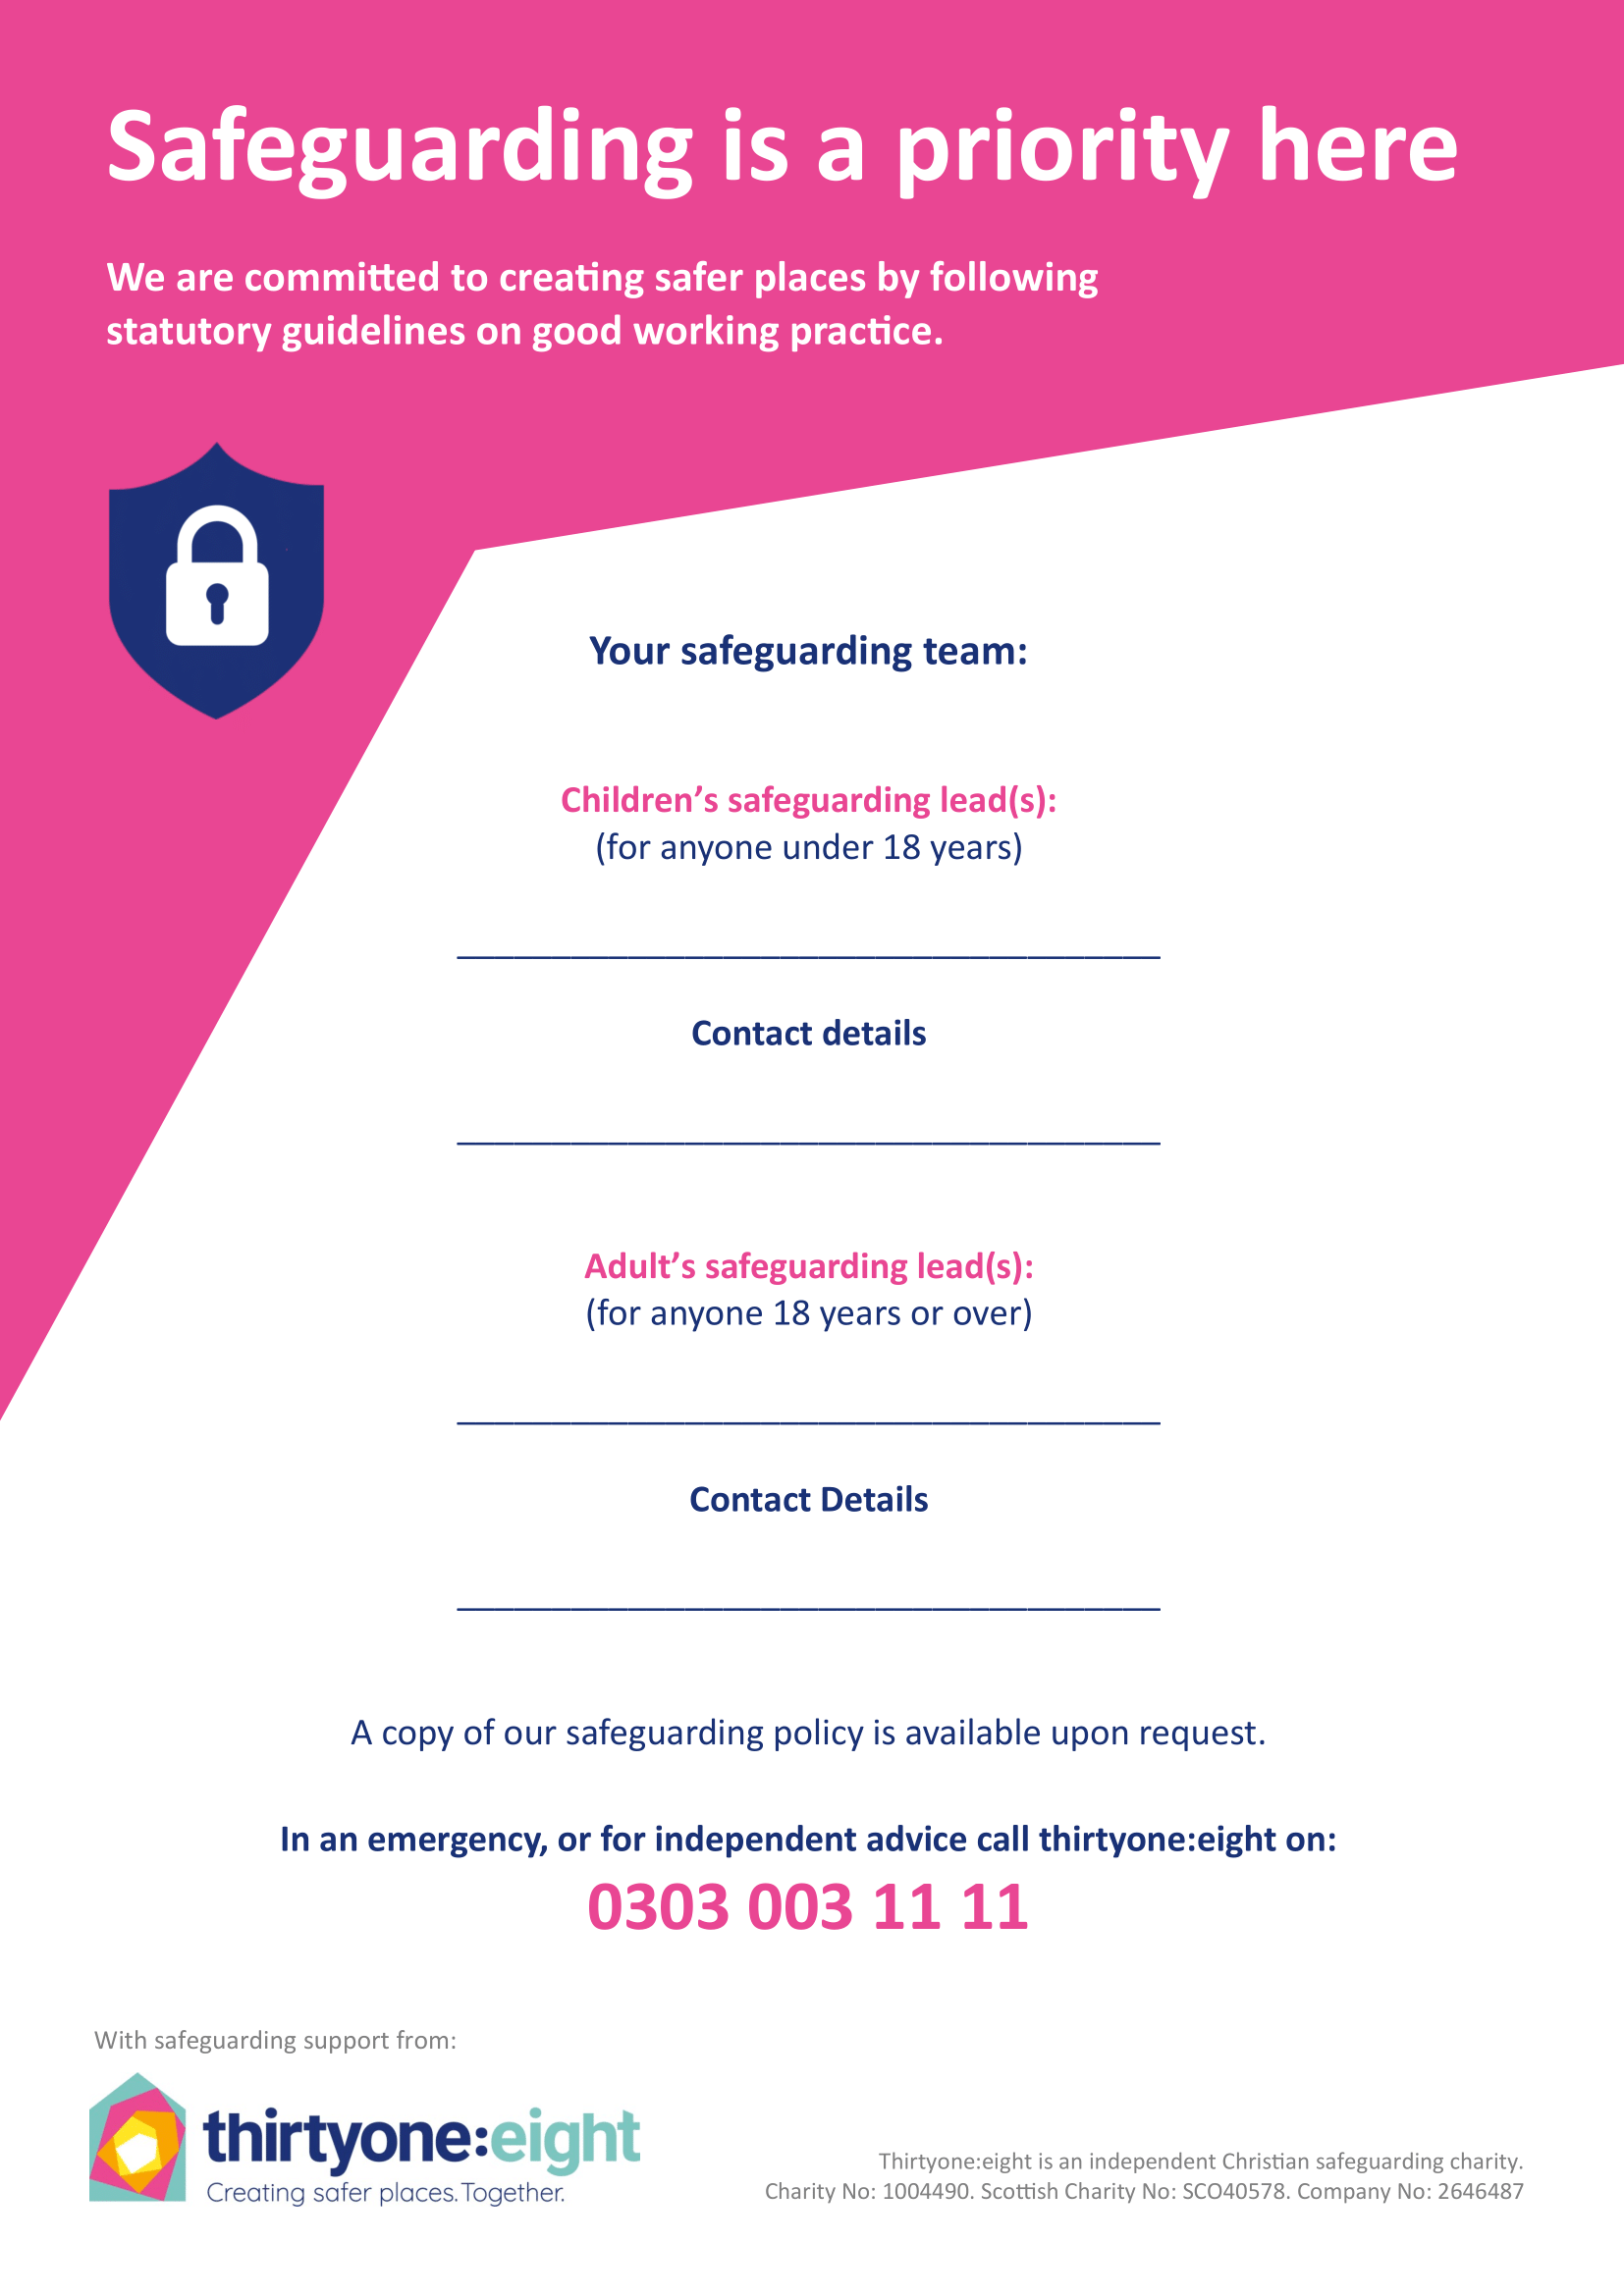 Safeguarding is a priority here
We are committed to creating safer places by following
statutory guidelines on good working practice.
Your safeguarding team:
Children’s safeguarding lead(s):
(for anyone under 18 years)
Contact details
Adult’s safeguarding lead(s):
(for anyone 18 years or over)
Contact Details
A copy of our safeguarding policy is available upon request.
In an emergency, or for independent advice call thirtyone:eight on:
0303 003 11 11
With safeguarding support from:
thirtyone:eight
Creating safer places. Together.
Thirtyone:eight is an independent Christian safeguarding charity.
Charity No: 1004490. Scottish Charity No: SCO40578. Company No: 2646487